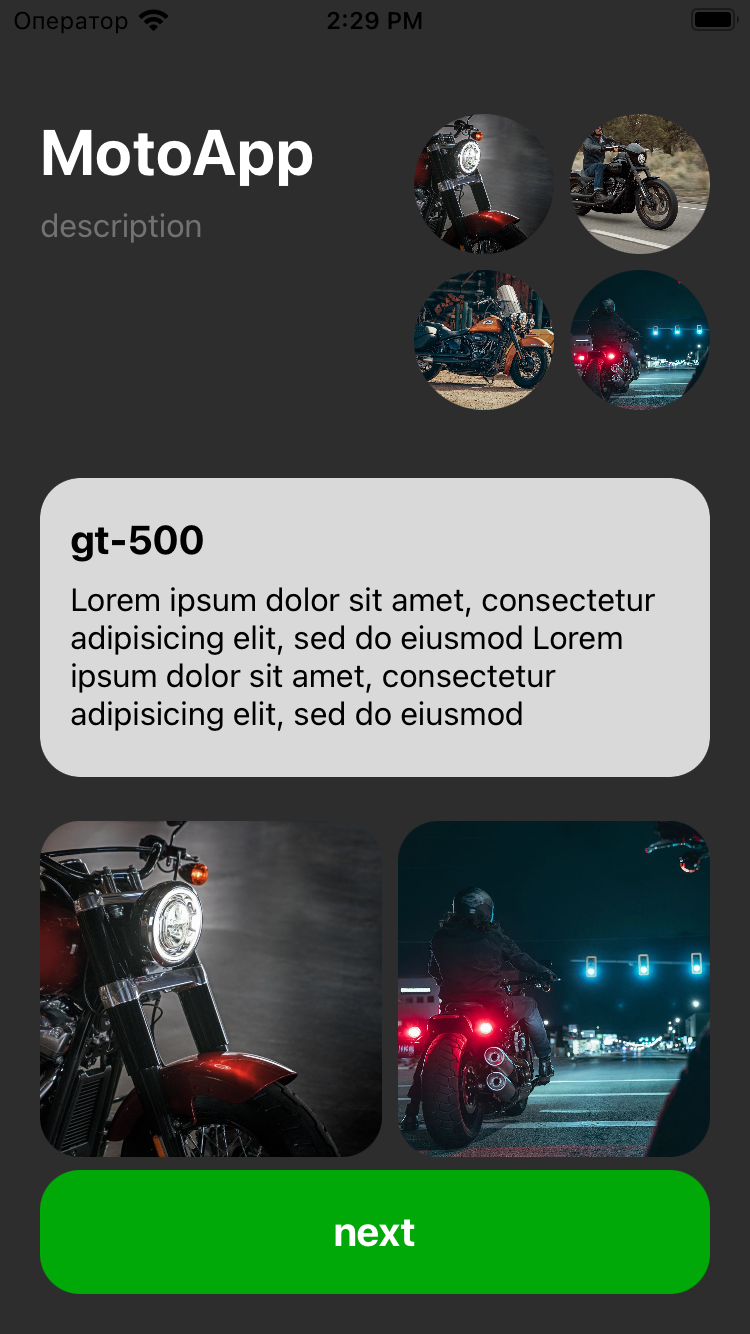 Оператор 2:29 PM
MotoApp
description
gt-500
Lorem ipsum dolor sit amet, consectetur
adipisicing elit, sed do eiusmod Lorem
ipsum dolor sit amet, consectetur
adipisicing elit, sed do eiusmod
next